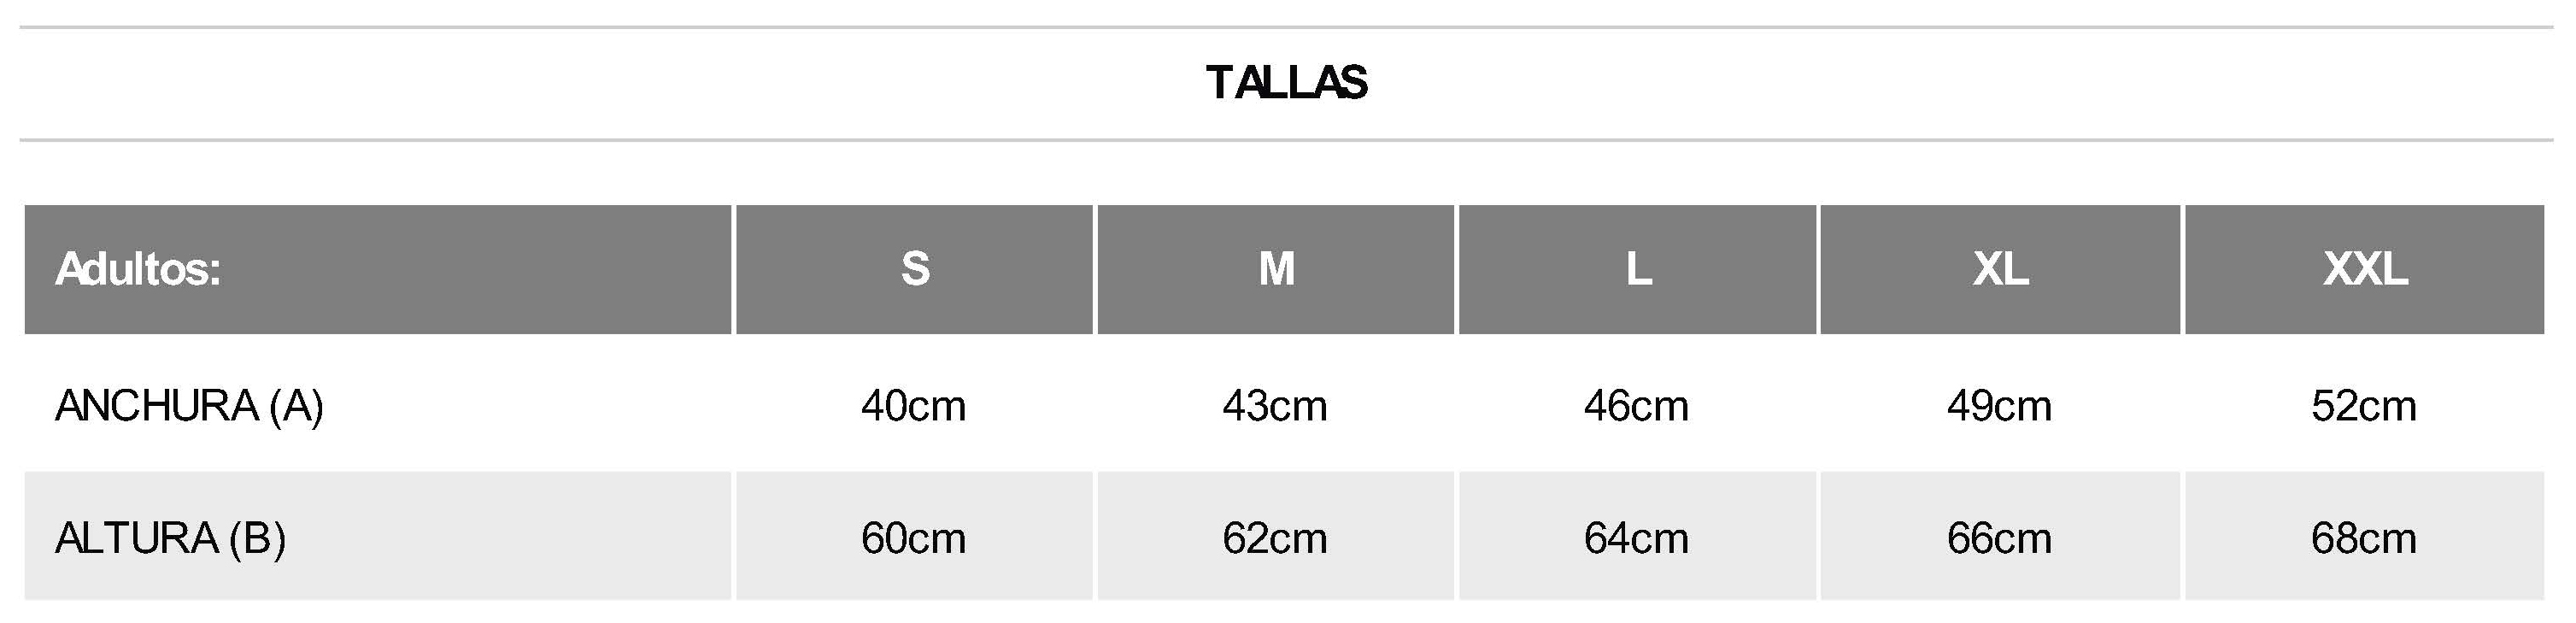 TALLAS
Adultos: S M L XL XXL
ANCHURA (A) 40cm 43cm 46cm 49cm 52cm
ALTURA (B) 60cm 62cm 64cm 66cm 68cm